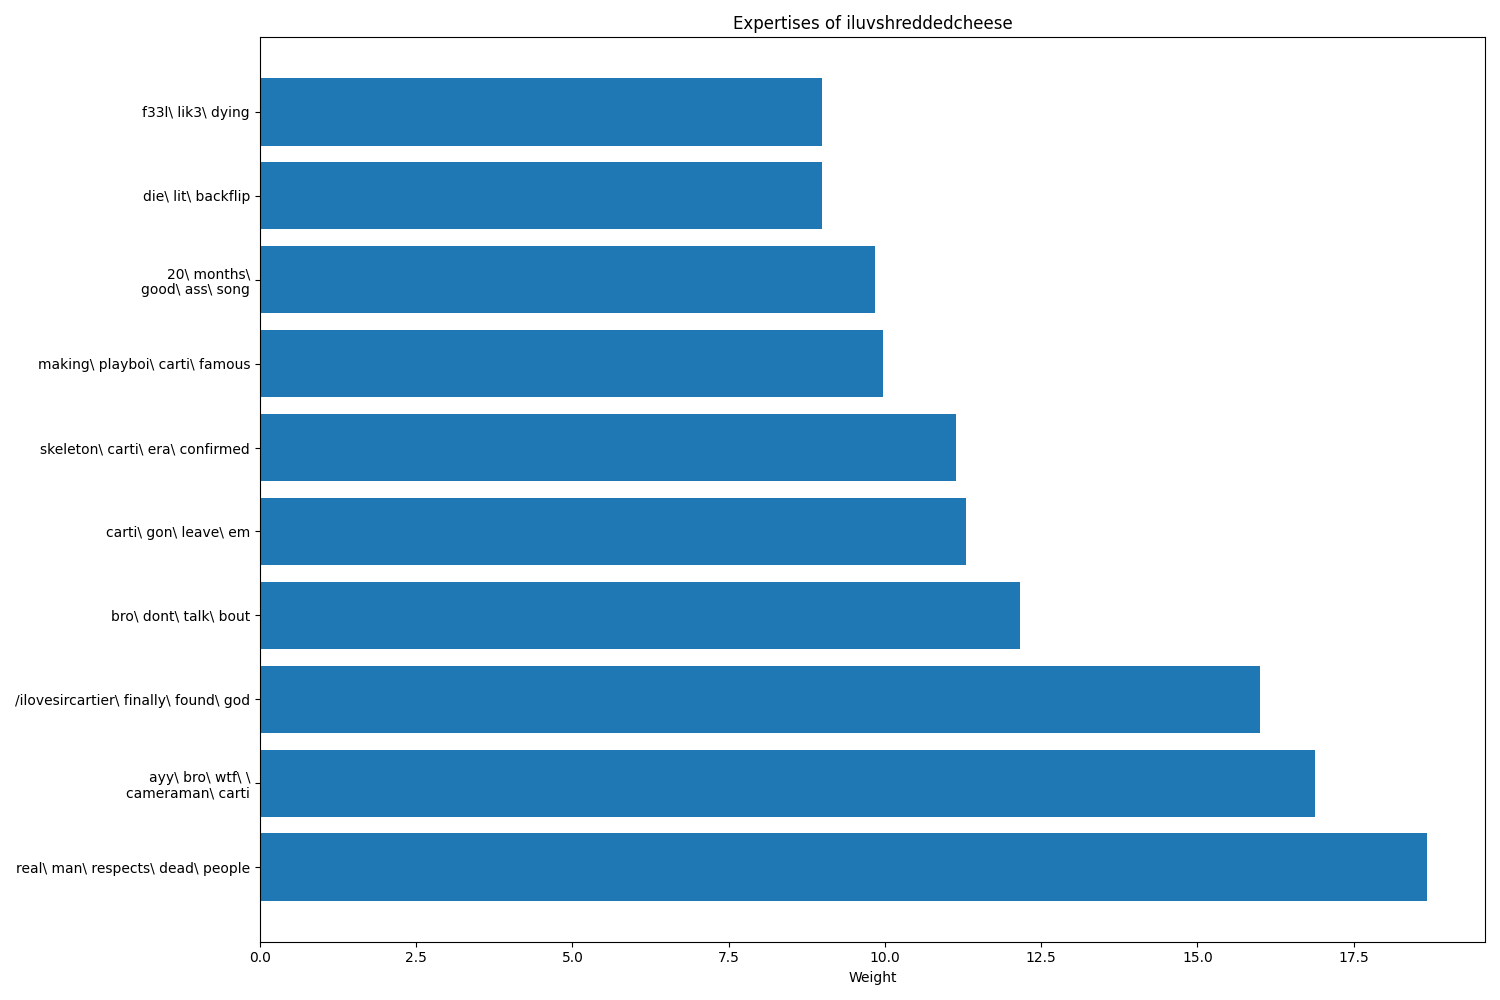 Expertises of iluvshreddedcheese
f33l\ lik3\ dying
die\ lit\ backflip
20\ months\
good\ ass\ song
making\ playboi\ carti\ famous
skeleton\ carti\ era\ confirmed
carti\ gon\ leave\ em
bro\ dont\ talk\ bout
/ilovesircartier\ finally\ found\ god
ayy\ bro\ wtf\ \
cameraman\ carti
real\ man\ respects\ dead\ people
0.0 2.5 5.0 7.5 10.0 12.5 15.0 17.5
Weight